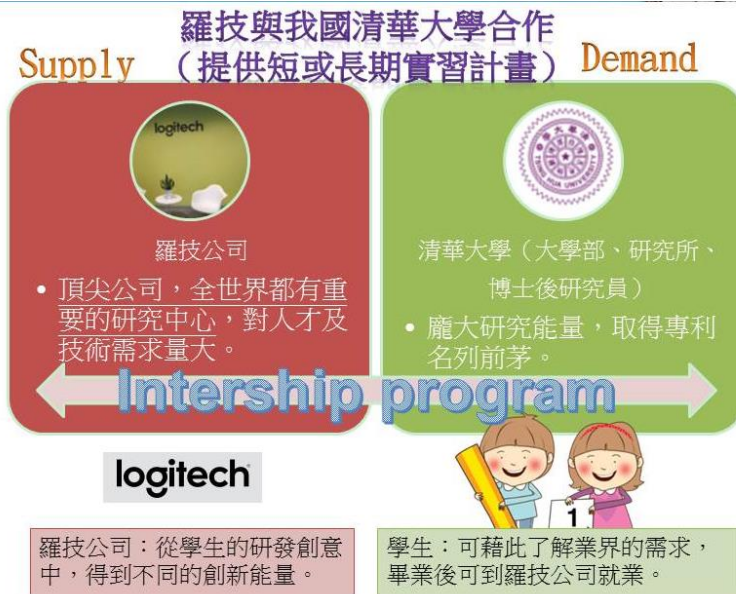 羅技與我國清華大學合作
Supply
（提供短或長期實習計畫）
Demand
logitech
TSING HUA UNIVERSITY
羅技公司
• 頂尖公司，全世界都有重
要的研究中心，對人才及
技術需求量大。
清華大學（大學部、研究所、
博士後研究員）
• 龐大研究能量，取得專利
名列前茅。
Intership program
logitech
1
羅技公司：從學生的研發創意
中，得到不同的創新能量。
學生：可藉此了解業界的需求，
畢業後可到羅技公司就業。